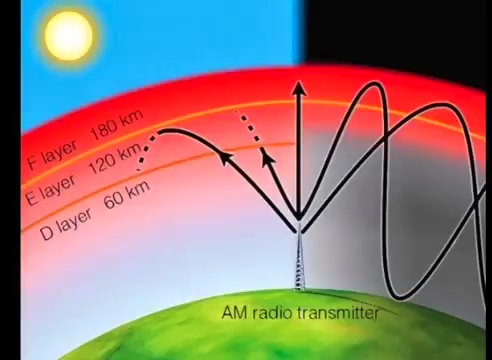 F layer 180 km
E layer 120 km
D layer 60 km
AM radio transmitter